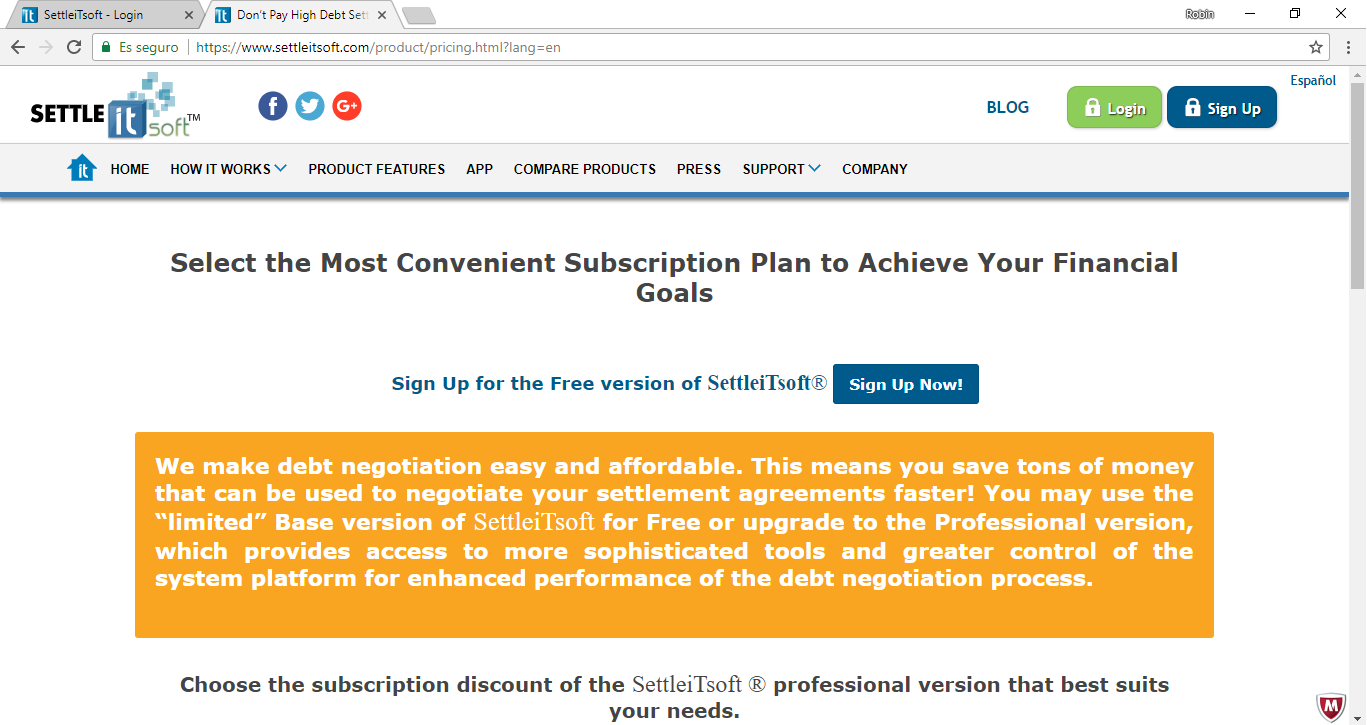 SettleiTsoft - Login
Don't Pay High Debt Sett
Robin
Es seguro
https://www.settleitsoft.com/product/pricing.html?lang=en
Español
SETTLE it soft™
f
G+
BLOG
Login
Sign Up
it
HOME
HOW IT WORKS
PRODUCT FEATURES
APP
COMPARE PRODUCTS
PRESS
SUPPORT
COMPANY
Select the Most Convenient Subscription Plan to Achieve Your Financial
Goals
Sign Up for the Free version of SettleiTsoft®
Sign Up Now!
We make debt negotiation easy and affordable. This means you save tons of money
that can be used to negotiate your settlement agreements faster! You may use the
“limited” Base version of SettleiTsoft for Free or upgrade to the Professional version,
which provides access to more sophisticated tools and greater control of the
system platform for enhanced performance of the debt negotiation process.
Choose the subscription discount of the SettleiTsoft ® professional version that best suits
your needs.
M